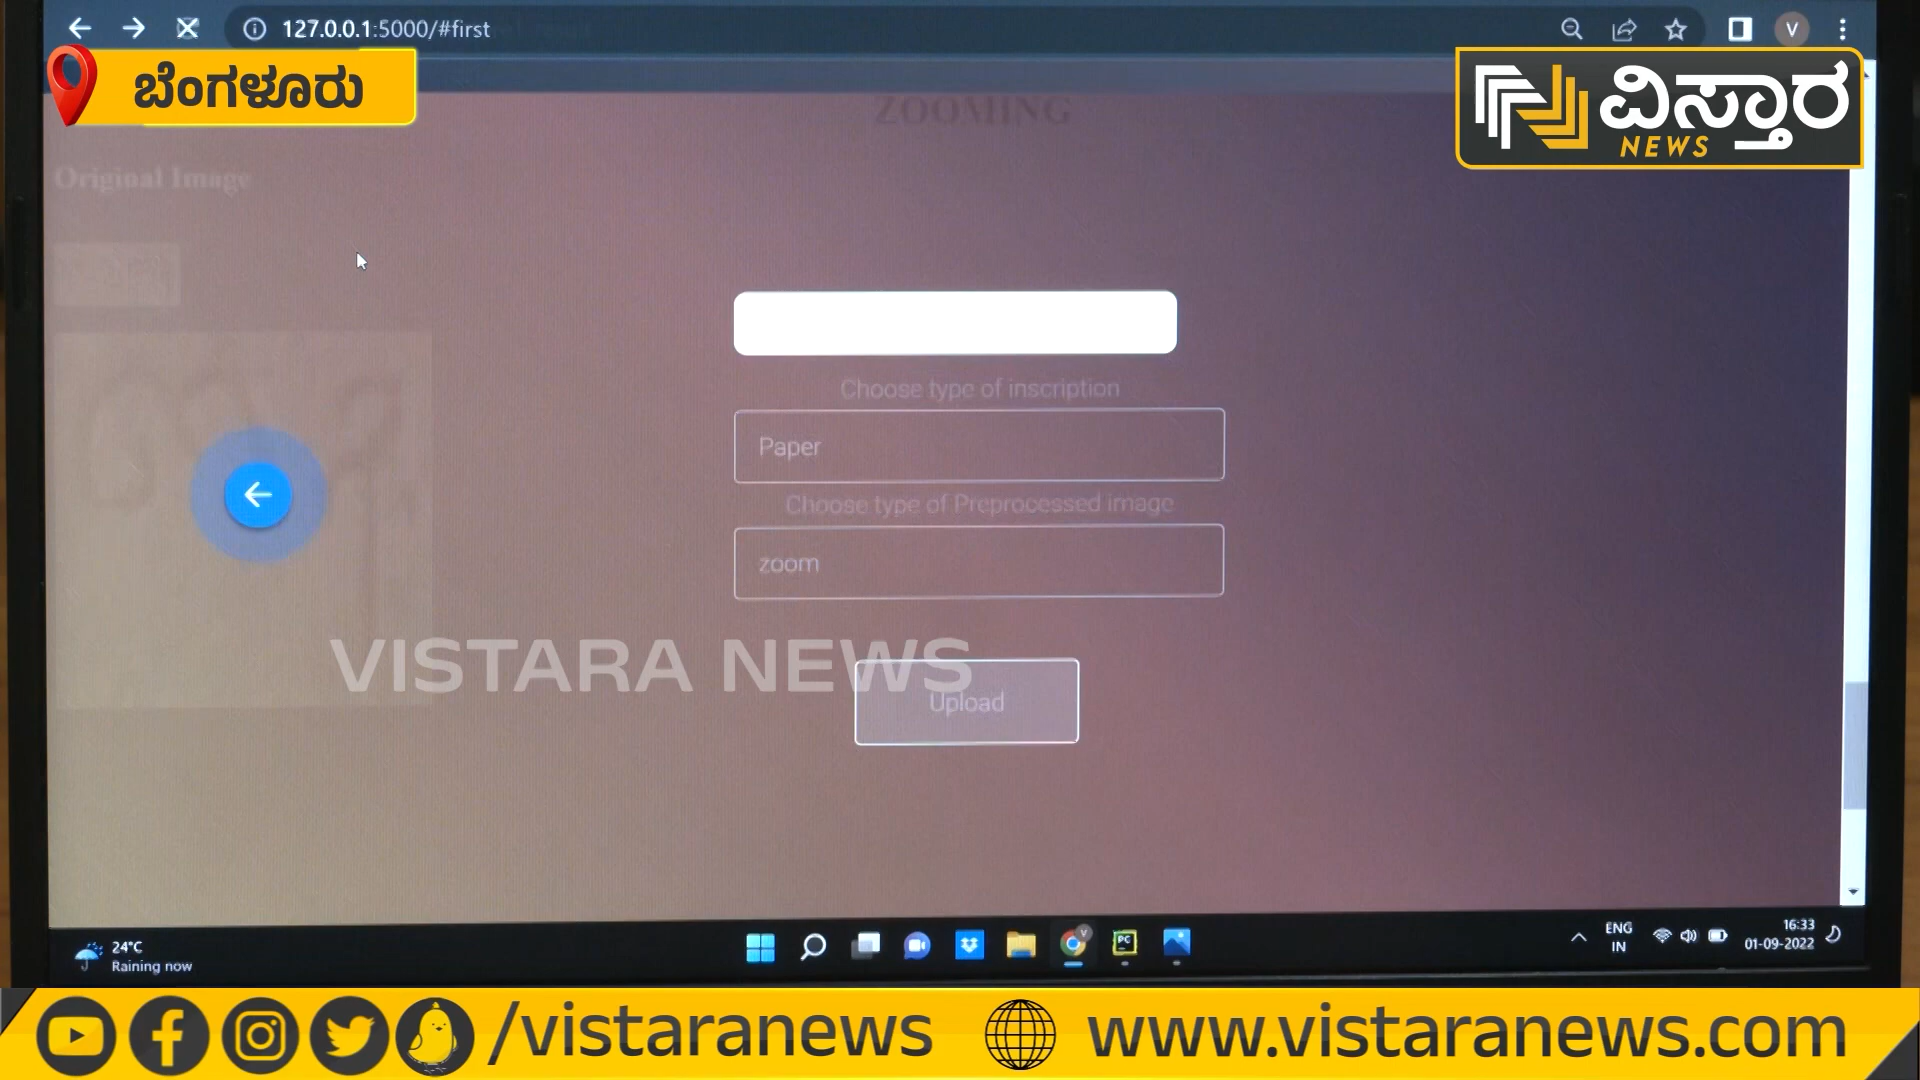 127.0.0.1:5000/#first
V
ಬೆಂಗಳೂರು
ವಿಸ್ತಾರ
NEWS
ZOOMING
Original Image
Choose type of inscription
Paper
Choose type of Preprocessed image
zoom
VISTARA NEWS
Upload
24°C
Raining now
V
PC
ENG
IN
16:33
01-09-2022
/vistaranews
www.vistaranews.com